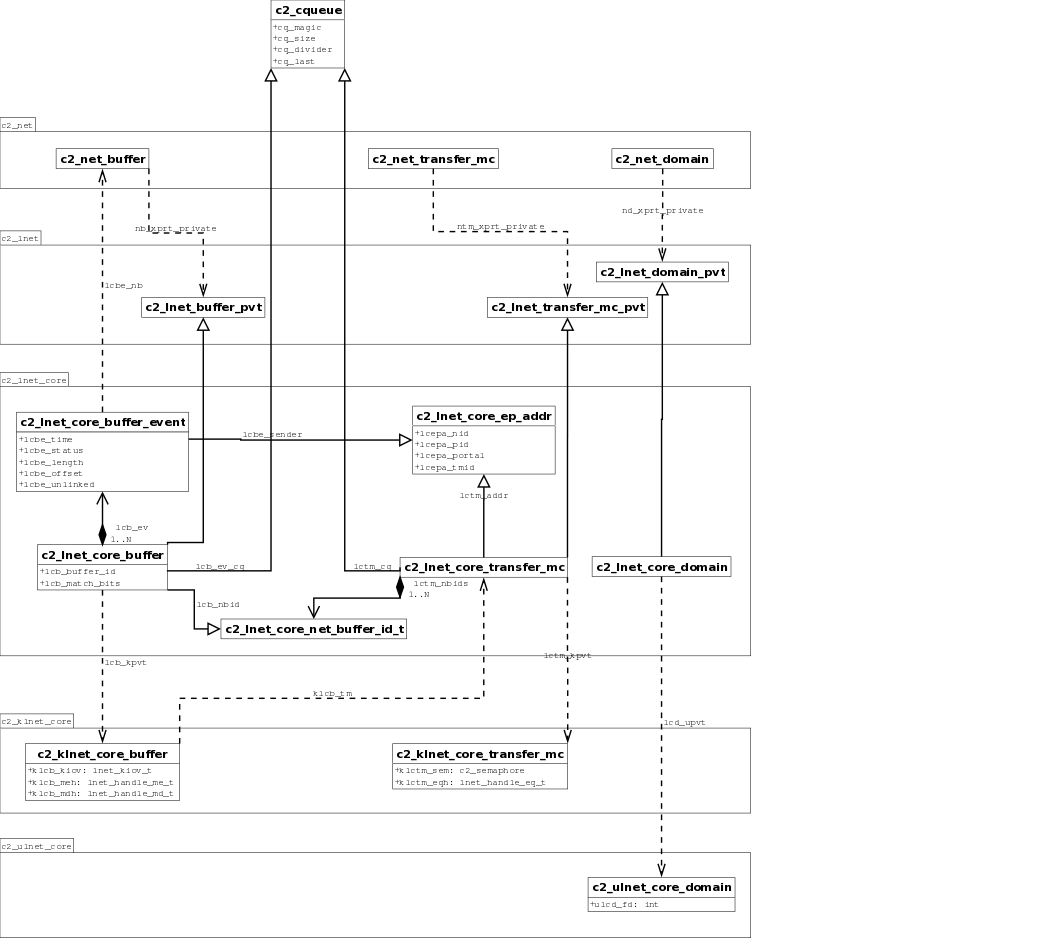 c2_cqueue
+cq_magic
+cq_size
+cq_divider
+cq_last
c2_net
c2_net_buffer
c2_net_transfer_mc
c2_net_domain
nd_xprt_private
nb_xprt_private
ntm_xprt_private
c2_lnet
c2_lnet_domain_pvt
lcbe_nb
c2_lnet_buffer_pvt
c2_lnet_transfer_mc_pvt
c2_lnet_core
c2_lnet_core_buffer_event
+lcbe_time
+lcbe_status
+lcbe_length
+lcbe_offset
+lcbe_unlinked
lcbe_sender
c2_lnet_core_ep_addr
+lcepa_nid
+lcepa_pid
+lcepa_portal
+lcepa_tmid
lctm_addr
lcb_ev
1..N
c2_lnet_core_buffer
+lcb_buffer_id
+lcb_match_bits
lcb_ev_cq
lctm_cq
c2_lnet_core_transfer_mc
c2_lnet_core_domain
lctm_nbids
1..N
lcb_nbid
c2_lnet_core_net_buffer_id_t
lcb_kpvt
lctm_kpvt
klcb_tm
c2_klnet_core
lcd_upvt
c2_klnet_core_buffer
+klcb_kiov: lnet_kiov_t
+klcb_meh: lnet_handle_me_t
+klcb_mdh: lnet_handle_md_t
c2_klnet_core_transfer_mc
+klctm_sem: c2_semaphore
+klctm_eqh: lnet_handle_eq_t
c2_ulnet_core
c2_ulnet_core_domain
+ulcd_fd: int